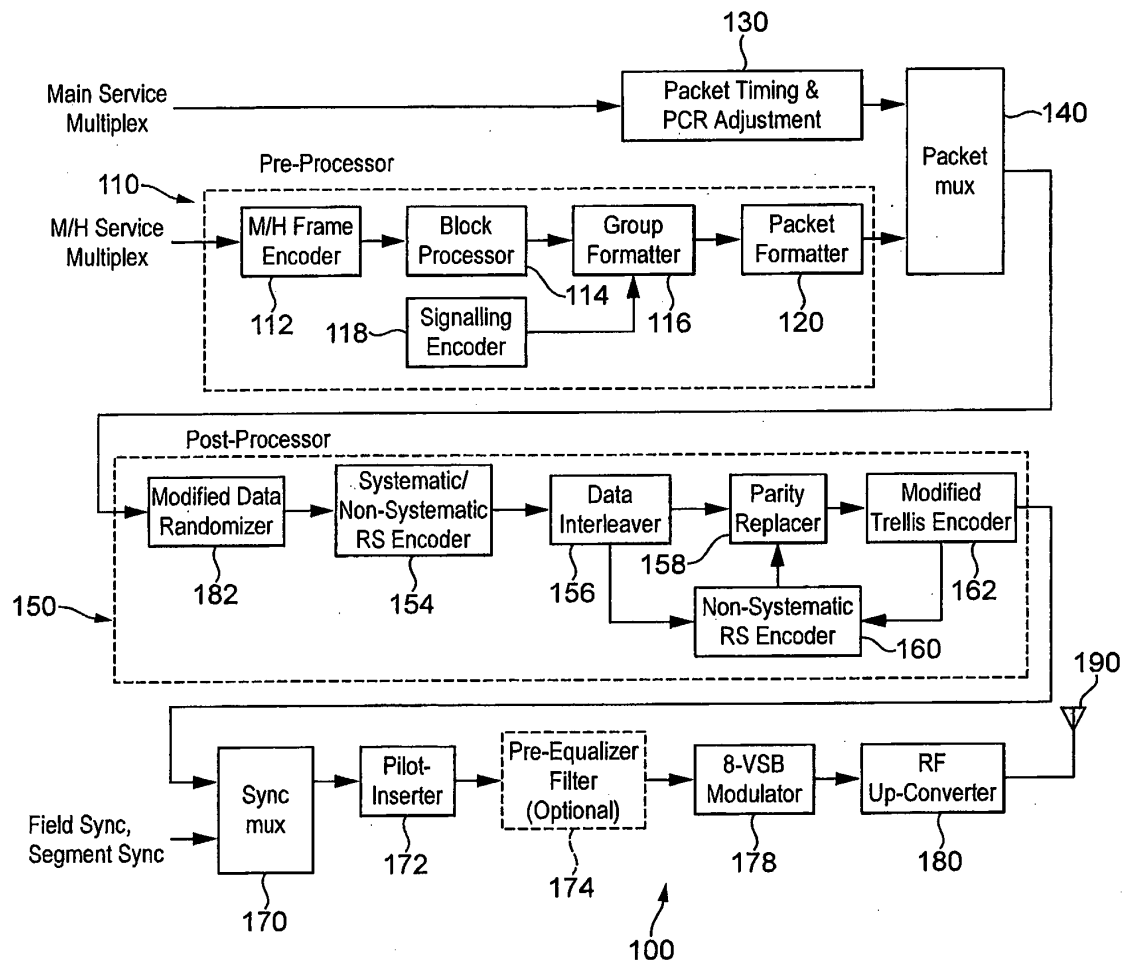 130
Main Service
Multiplex
Packet Timing &
PCR Adjustment
140
Packet
mux
Pre-Processor
110
M/H Service
Multiplex
M/H Frame
Encoder
Block
Processor
Group
Formatter
Packet
Formatter
112
114
116
120
118
Signalling
Encoder
Post-Processor
Modified Data
Randomizer
Systematic/
Non-Systematic
RS Encoder
Data
Interleaver
Parity
Replacer
Modified
Trellis Encoder
182
154
156
158
162
150
Non-Systematic
RS Encoder
160
190
Sync
mux
Pilot-
Inserter
Pre-Equalizer
Filter
(Optional)
8-VSB
Modulator
RF
Up-Converter
Field Sync,
Segment Sync
170
172
174
178
180
100